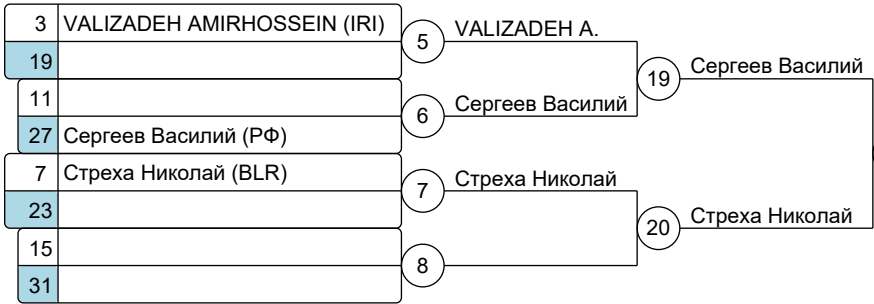 3 VALIZADEH AMIRHOSSEIN (IRI)
5 VALIZADEH A.
19
19 Сергеев Василий
11
6 Сергеев Василий
27 Сергеев Василий (РФ)
7 Стреха Николай (BLR)
7 Стреха Николай
23
20 Стреха Николай
15
8
31